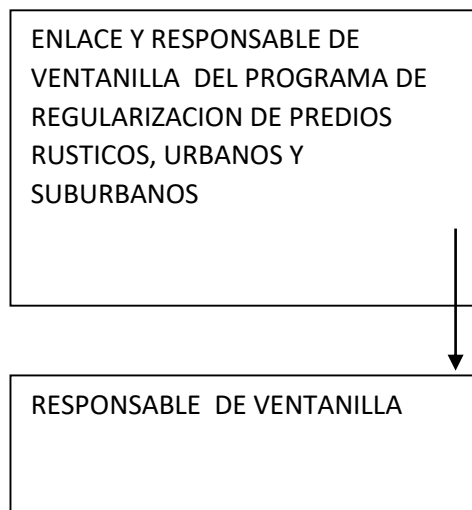 ENLACE Y RESPONSABLE DE
VENTANILLA  DEL PROGRAMA DE
REGULARIZACION DE PREDIOS
RUSTICOS, URBANOS Y
SUBURBANOS
RESPONSABLE  DE VENTANILLA